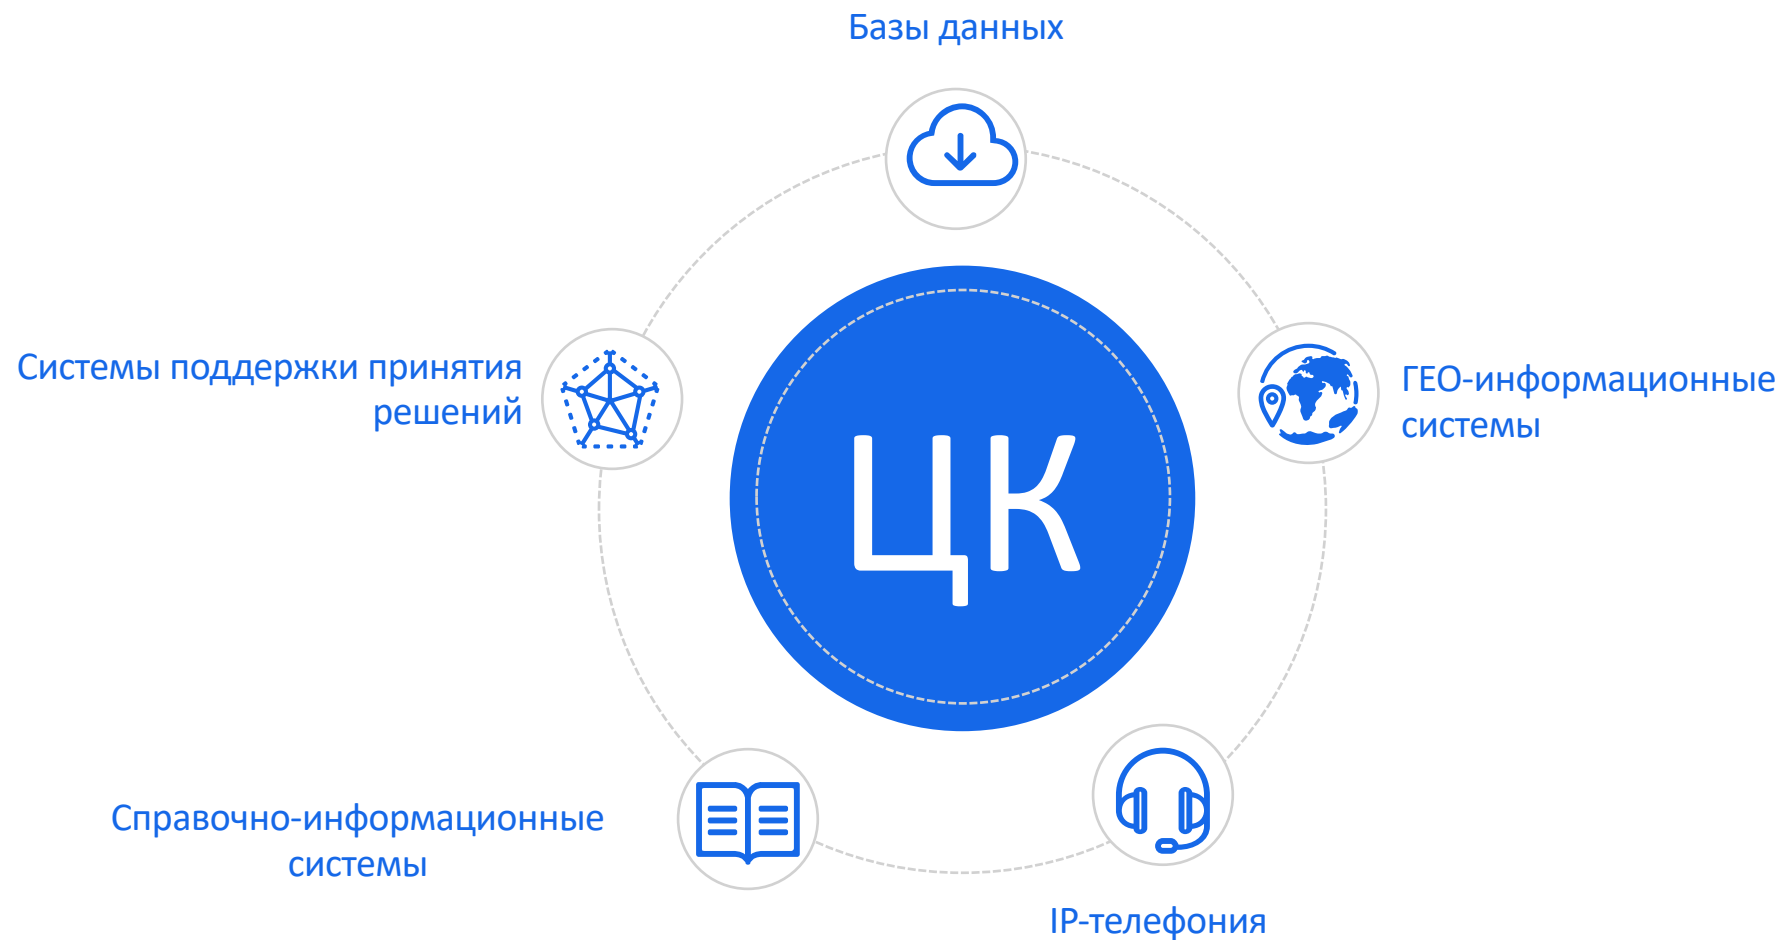 Базы данных
Системы поддержки принятия
решений
ГЕО-информационные
системы
ЦК
Справочно-информационные
системы
IP-телефония